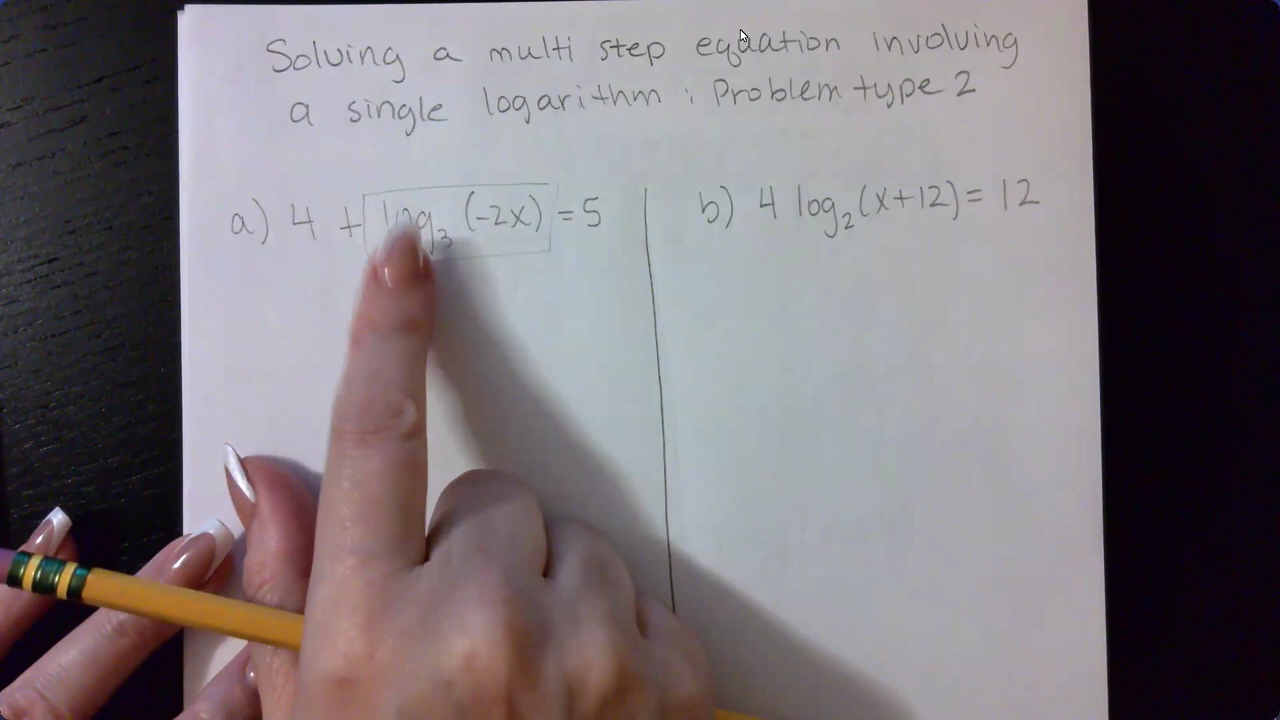 Solving a multi step equation involving
a single logarithm : Problem type 2
a) 4 + log₃ (-2x) = 5
b) 4 log₂ (x+12) = 12